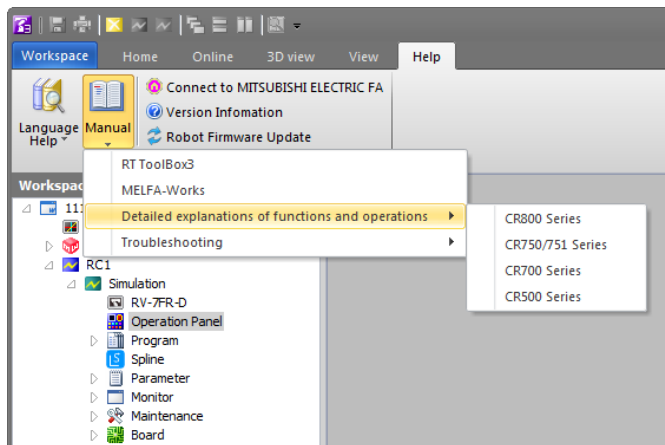 Workspace Home Online 3D view View Help
Connect to MITSUBISHI ELECTRIC FA
Version Infomation
Robot Firmware Update
Language
Help
Manual
RT ToolBox3
MELFA-Works
Detailed explanations of functions and operations
Troubleshooting
CR800 Series
CR750/751 Series
CR700 Series
CR500 Series
Workspac
11
RC1
Simulation
RV-7FR-D
Operation Panel
Program
Spline
Parameter
Monitor
Maintenance
Board